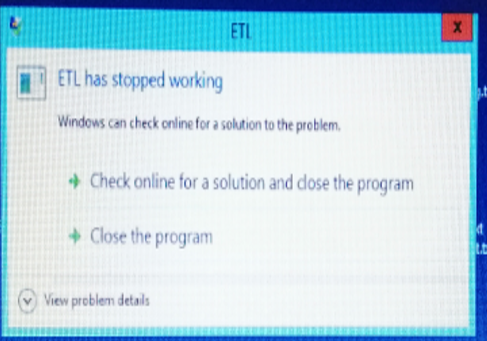 ETL
X
ETL has stopped working
Windows can check online for a solution to the problem.
Check online for a solution and close the program
Close the program
View problem details